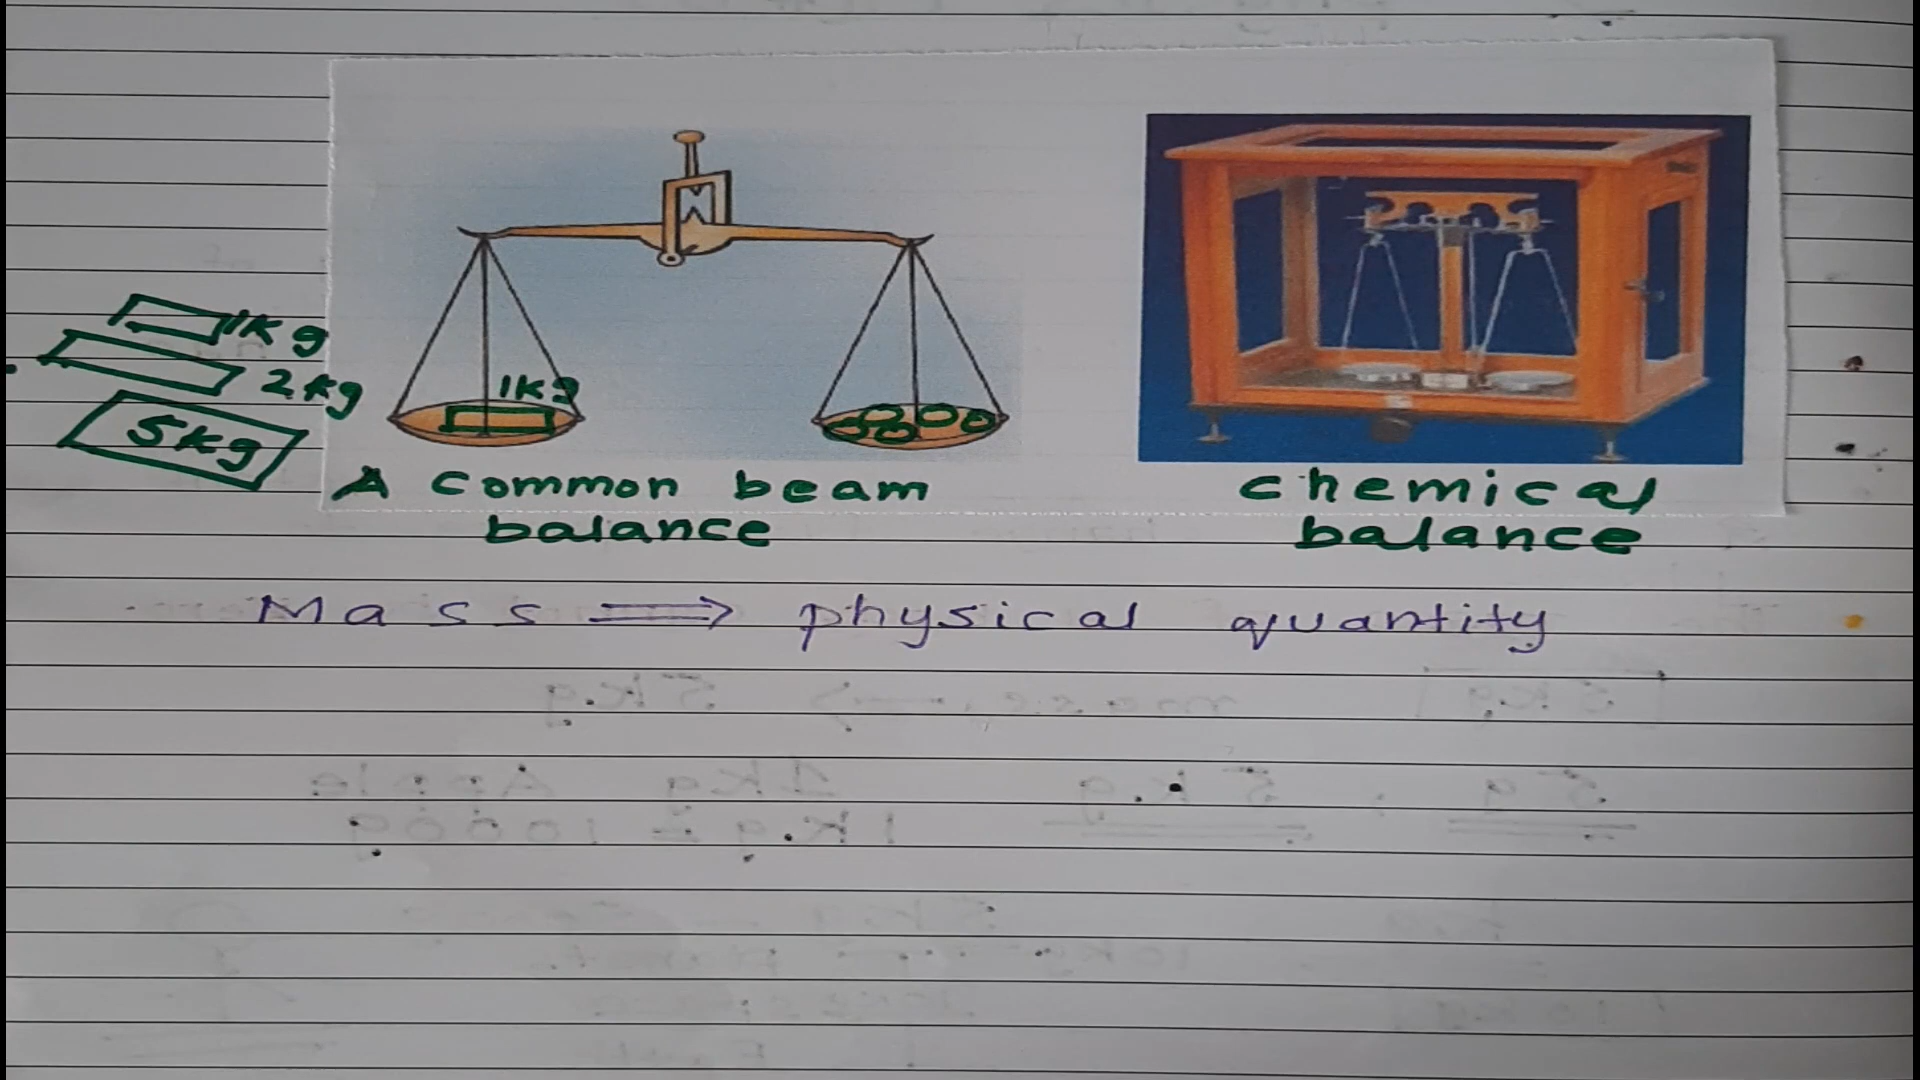 1kg
2kg
5kg
1kg
A common beam
balance
chemical
balance
Mass ⟹ physical quantity